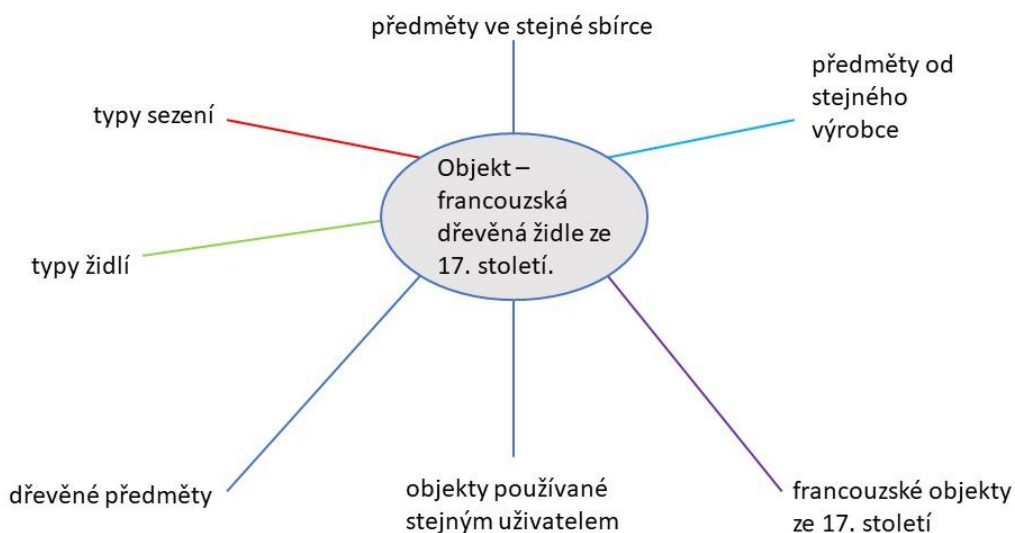 předměty ve stejné sbírce
předměty od
stejného
výrobce
typy sezení
Objekt –
francouzská
dřevěná židle ze
17. století.
typy židlí
dřevěné předměty
objekty používané
stejným uživatelem
francouzské objekty
ze 17. století